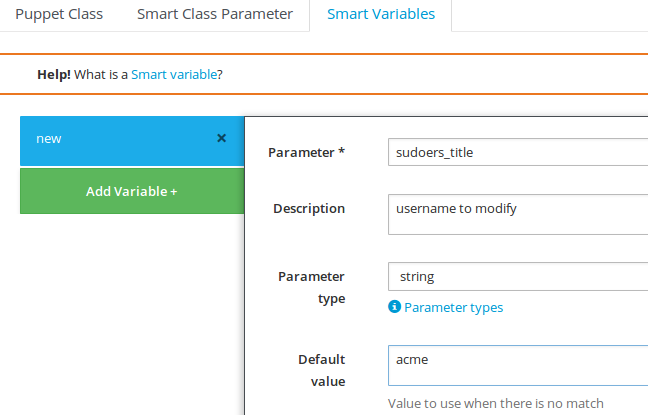 Puppet Class Smart Class Parameter Smart Variables
Help! What is a Smart variable?
new ×
Add Variable +
Parameter * sudoers_title
Description username to modify
Parameter type string
Parameter types
Default value acme
Value to use when there is no match